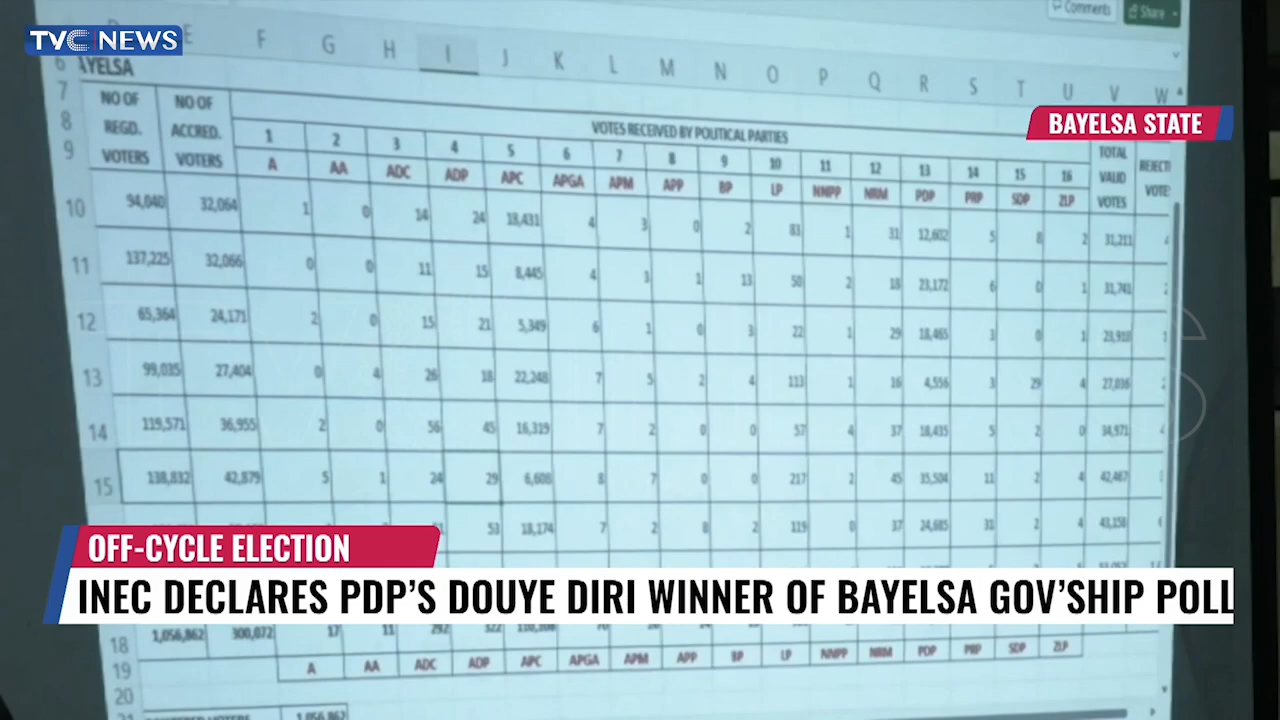 Comments
Share
TVC NEWS
E F G H I J K L M N O P Q R S T U V W
6 AYELSA
BAYELSA STATE
7 NO OF NO OF VOTES RECEIVED BY POLITICAL PARTIES
8 REGD. ACCRED. 1 2 3 4 5 6 7 8 9 10 11 12 13 14 15 16 TOTAL VALID VOTES
9 VOTERS VOTERS A AA ADC ADP APC APGA APM APP BP LP NNPP NRM PDP PRP SDP ZLP
10 94,040 32,064 1 0 14 24 18,431 4 3 0 2 83 1 31 12,602 5 8 2 31,211
11 137,225 32,066 0 0 11 15 8,445 4 3 1 13 50 2 18 23,172 6 0 1 31,741
12 65,364 24,171 2 0 15 21 5,349 6 1 0 3 22 1 29 18,465 3 0 1 23,918
13 99,035 27,404 0 4 26 18 22,248 7 5 2 4 113 1 16 4,556 3 29 4 27,036
14 119,571 36,955 2 0 56 45 16,319 7 2 0 0 57 4 37 18,435 5 2 0 34,971
15 138,832 42,879 5 1 24 29 6,608 8 7 0 0 217 2 45 35,504 11 2 4 42,467
53 18,174 7 2 8 2 119 0 37 24,685 31 2 4 43,158
OFF-CYCLE ELECTION
INEC DECLARES PDP'S DOUYE DIRI WINNER OF BAYELSA GOV'SHIP POLL
18 1,056,862 300,072 17 11 292 322
19 A AA ADC ADP APC APGA APM APP BP LP NNPP NRM PDP PRP SDP ZLP
20
1,056,862